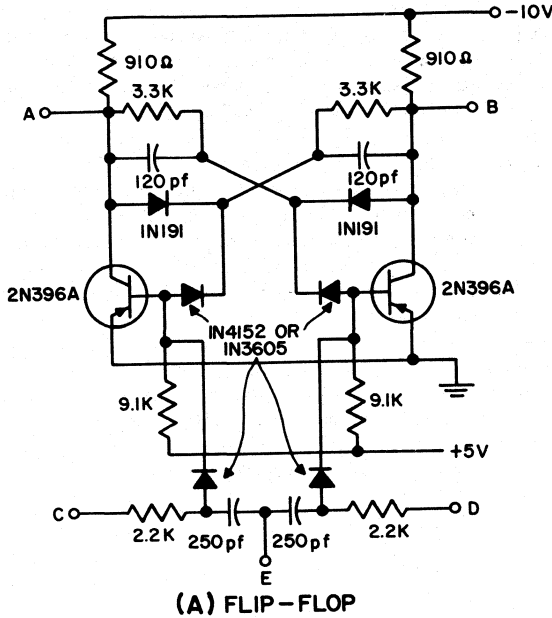 -10V
910Ω
910Ω
3.3K
3.3K
A
B
120pf
120pf
1N191
1N191
2N396A
2N396A
1N4152 OR
1N3605
9.1K
9.1K
+5V
C
D
2.2K
2.2K
250pf
250pf
E
(A) FLIP-FLOP